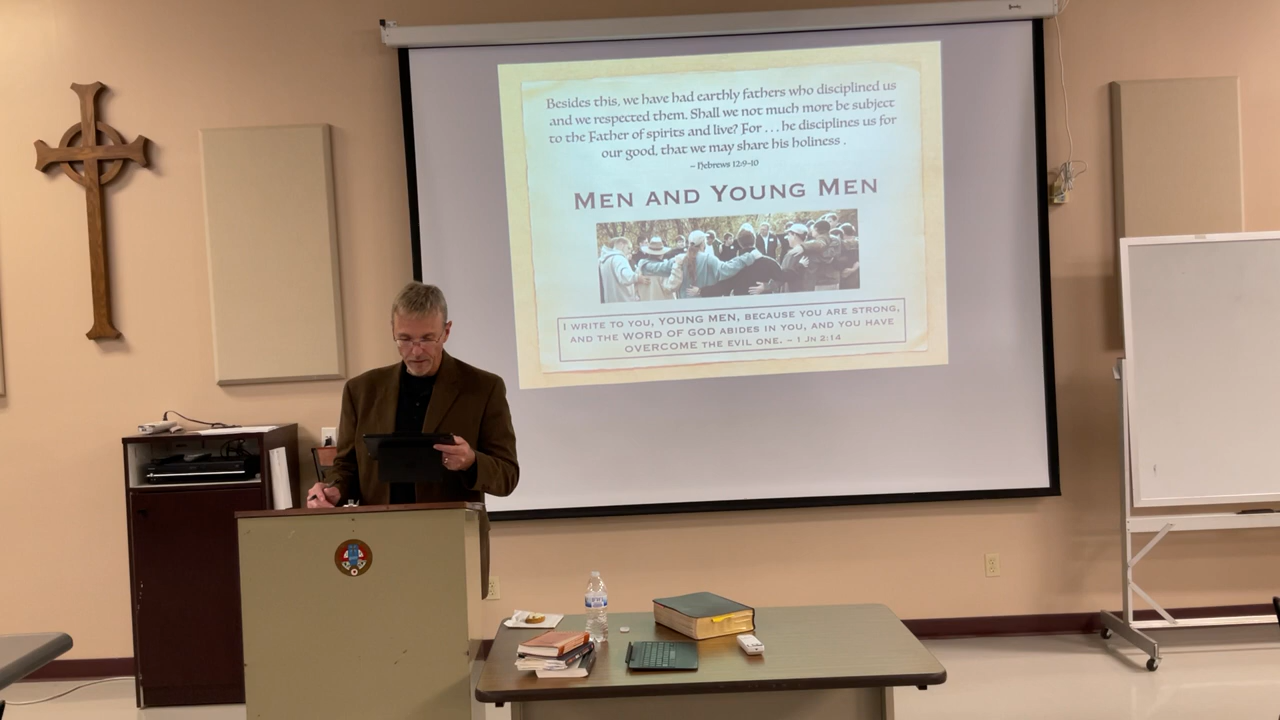 Besides this, we have had earthly fathers who disciplined us
and we respected them. Shall we not much more be subject
to the Father of spirits and live? For . . . he disciplines us for
our good, that we may share his holiness .
~ Hebrews 12:9-10
MEN AND YOUNG MEN
I WRITE TO YOU, YOUNG MEN, BECAUSE YOU ARE STRONG,
AND THE WORD OF GOD ABIDES IN YOU, AND YOU HAVE
OVERCOME THE EVIL ONE. ~ 1 JN 2:14